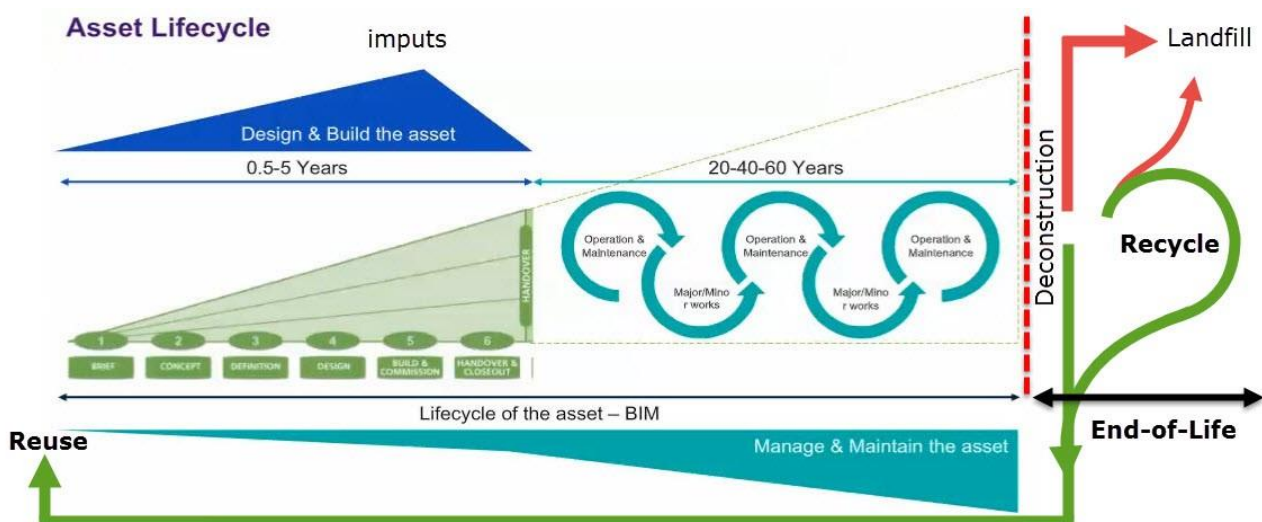 Asset Lifecycle
imputs
Landfill
Design & Build the asset
0.5-5 Years
20-40-60 Years
Deconstruction
Recycle
Operation &
Maintenance
Operation &
Maintenance
Operation &
Maintenance
Major/Mino
r works
Major/Mino
r works
HANDOVER
1
2
3
4
5
6
BRIEF
CONCEPT
DEFINITION
DESIGN
BUILD &
COMMISSION
HANDOVER &
CLOSEOUT
Lifecycle of the asset – BIM
End-of-Life
Reuse
Manage & Maintain the asset